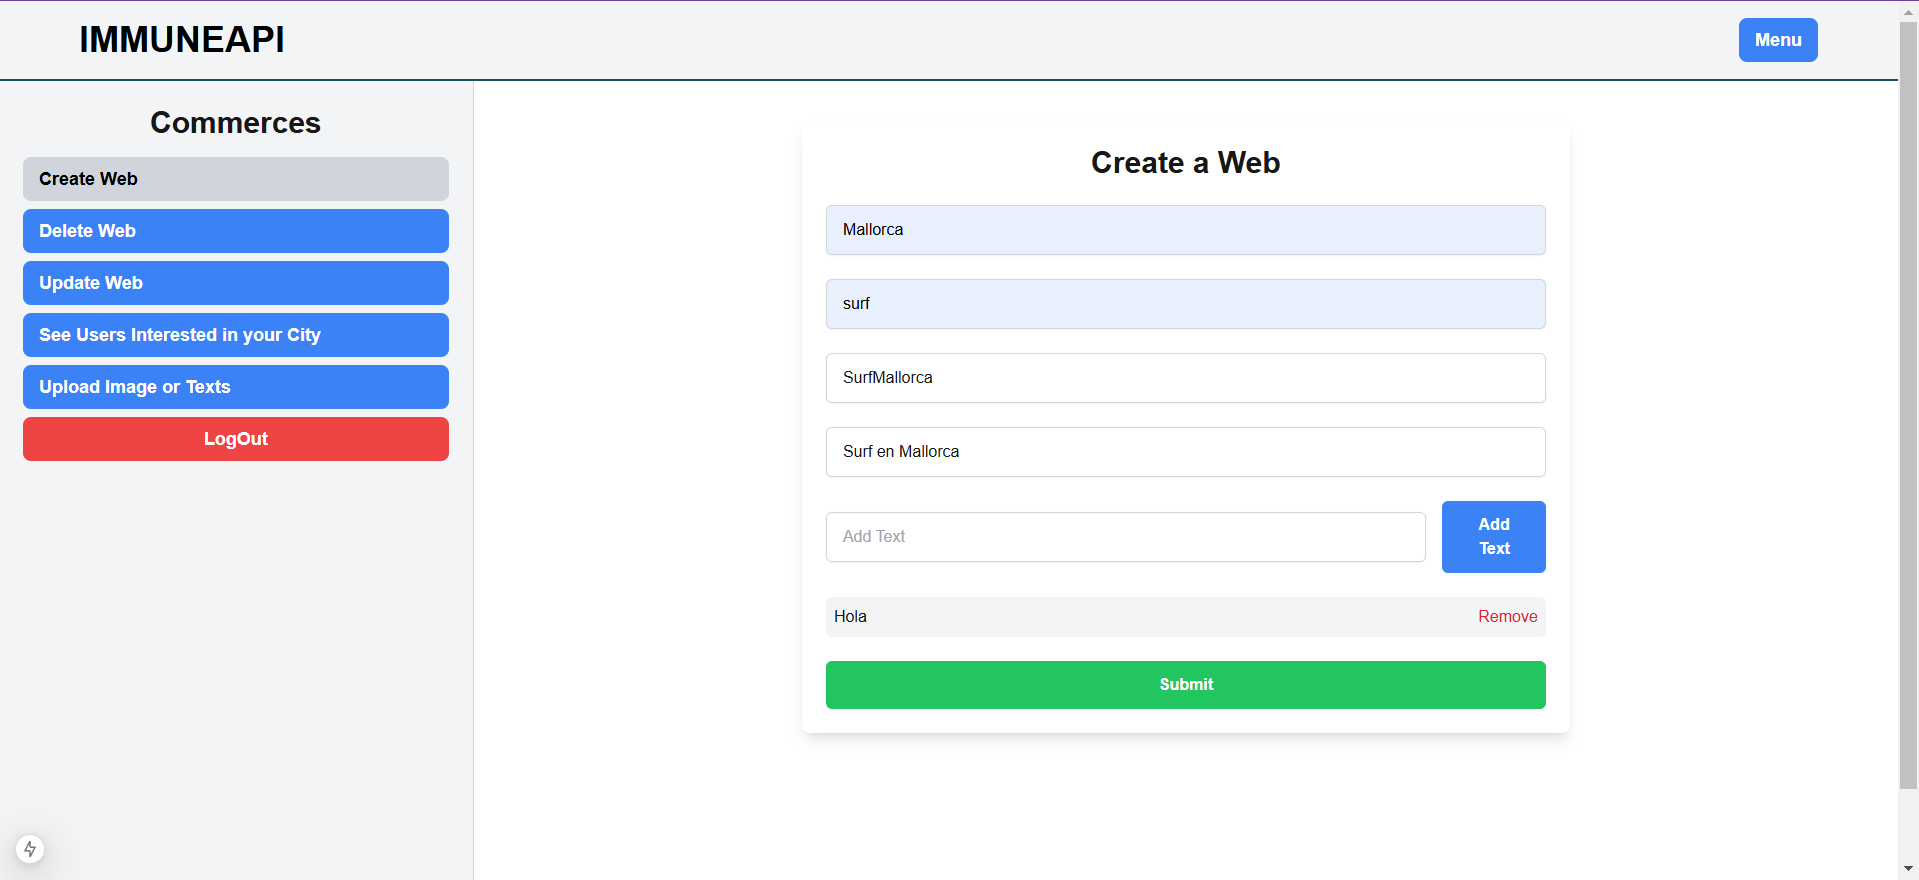 IMMUNEAPI
Menu
Commerces
Create Web
Delete Web
Update Web
See Users Interested in your City
Upload Image or Texts
LogOut
Create a Web
Mallorca
surf
SurfMallorca
Surf en Mallorca
Add Text
Add
Text
Hola
Remove
Submit